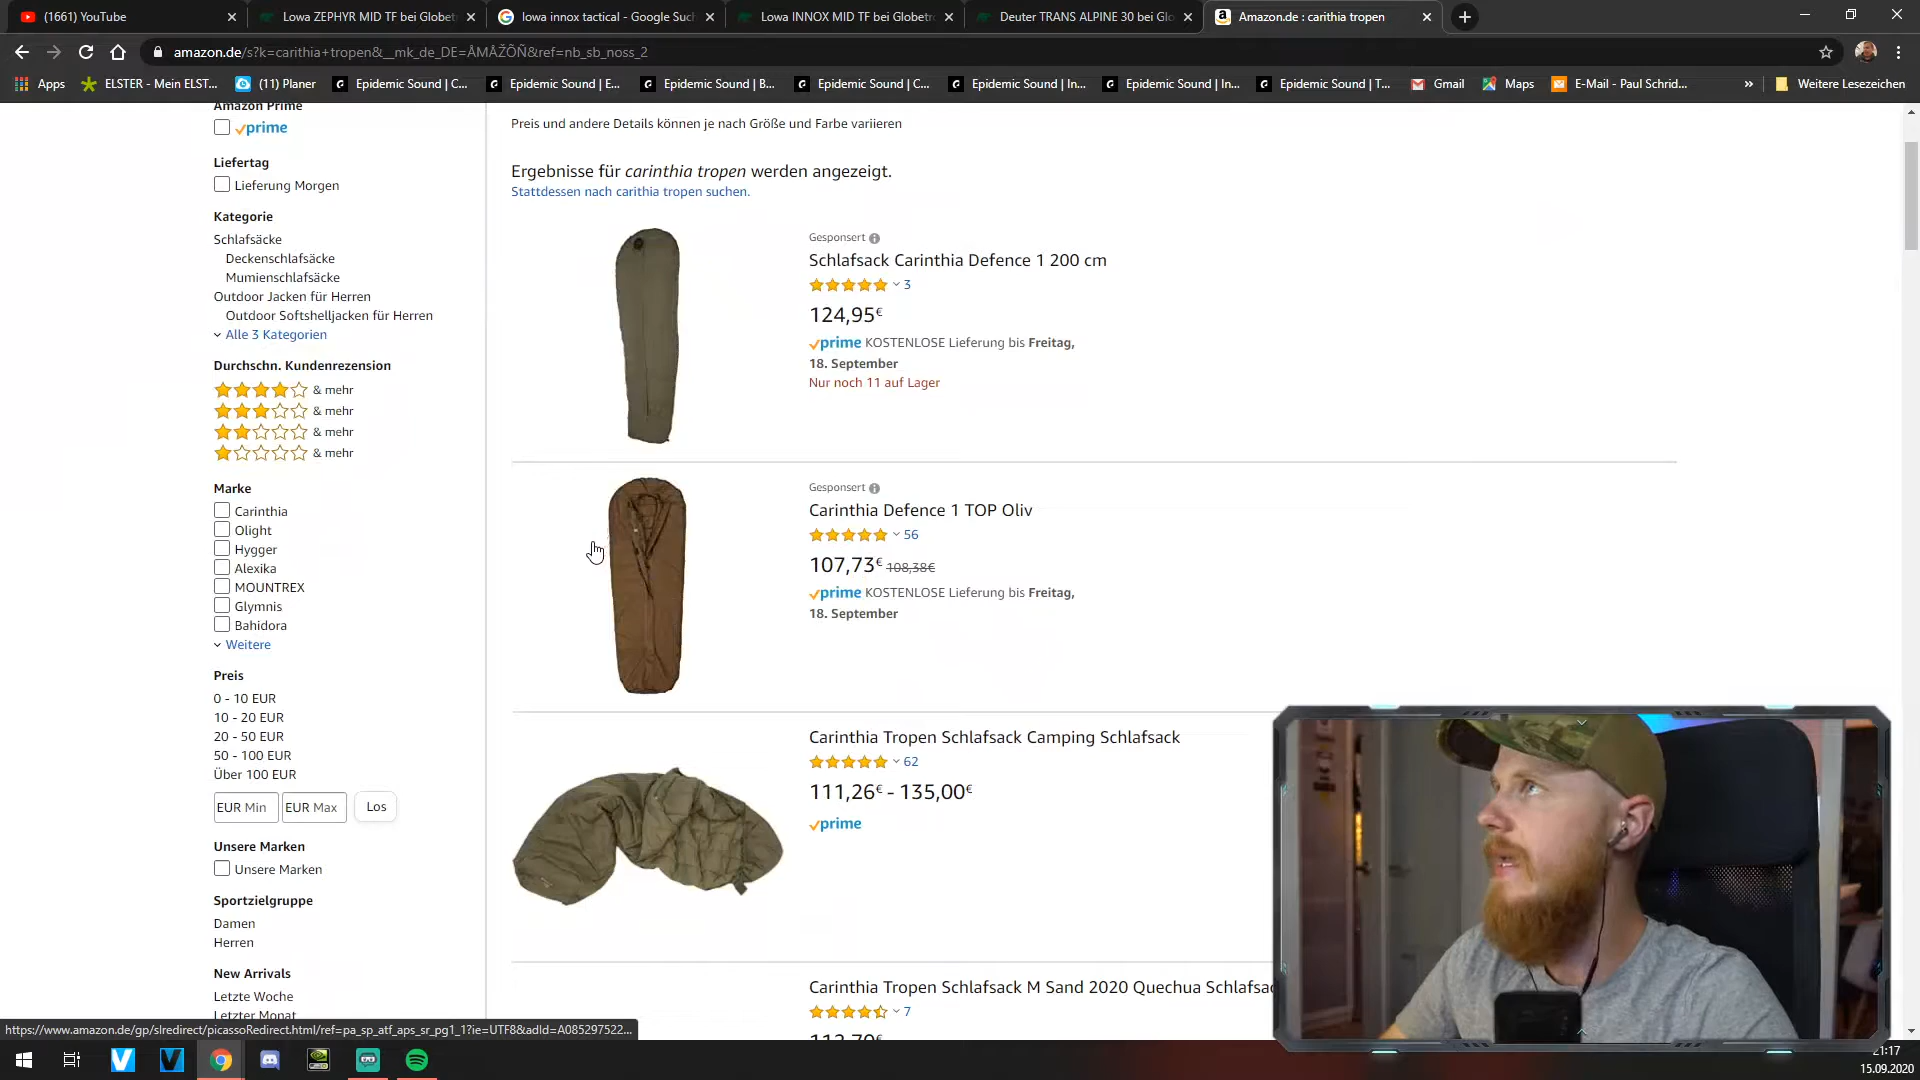 (1661) YouTube
Lowa ZEPHYR MID TF bei Globet
lowa innox tactical - Google Such
Lowa INNOX MID TF bei Globetro
Deuter TRANS ALPINE 30 bei Glo
Amazon.de : carithia tropen
amazon.de/s?k=carithia+tropen&__mk_de_DE=ÅMÅŽÕÑ&ref=nb_sb_noss_2
Apps
ELSTER - Mein ELST...
(11) Planer
Epidemic Sound | C...
Epidemic Sound | E...
Epidemic Sound | B...
Epidemic Sound | C...
Epidemic Sound | In...
Epidemic Sound | In...
Epidemic Sound | T...
Gmail
Maps
E-Mail - Paul Schrid...
»
Weitere Lesezeichen
Amazon Prime
prime
Liefertag
Lieferung Morgen
Kategorie
Schlafsäcke
Deckenschlafsäcke
Mumienschlafsäcke
Outdoor Jacken für Herren
Outdoor Softshelljacken für Herren
Alle 3 Kategorien
Durchschn. Kundenrezension
& mehr
& mehr
& mehr
& mehr
Marke
Carinthia
Olight
Hygger
Alexika
MOUNTREX
Glymnis
Bahidora
Weitere
Preis
0 - 10 EUR
10 - 20 EUR
20 - 50 EUR
50 - 100 EUR
Über 100 EUR
EUR Min
EUR Max
Los
Unsere Marken
Unsere Marken
Sportzielgruppe
Damen
Herren
New Arrivals
Letzte Woche
Letzter Monat
Preis und andere Details können je nach Größe und Farbe variieren
Ergebnisse für carinthia tropen werden angezeigt.
Stattdessen nach carithia tropen suchen.
Gesponsert
Schlafsack Carinthia Defence 1 200 cm
3
124,95€
prime KOSTENLOSE Lieferung bis Freitag,
18. September
Nur noch 11 auf Lager
Gesponsert
Carinthia Defence 1 TOP Oliv
56
107,73€ 108,38€
prime KOSTENLOSE Lieferung bis Freitag,
18. September
Carinthia Tropen Schlafsack Camping Schlafsack
62
111,26€ - 135,00€
prime
Carinthia Tropen Schlafsack M Sand 2020 Quechua Schlafsac
7
https://www.amazon.de/gp/slredirect/picassoRedirect.html/ref=pa_sp_atf_aps_sr_pg1_1?ie=UTF8&adId=A085297522...
21:17
15.09.2020